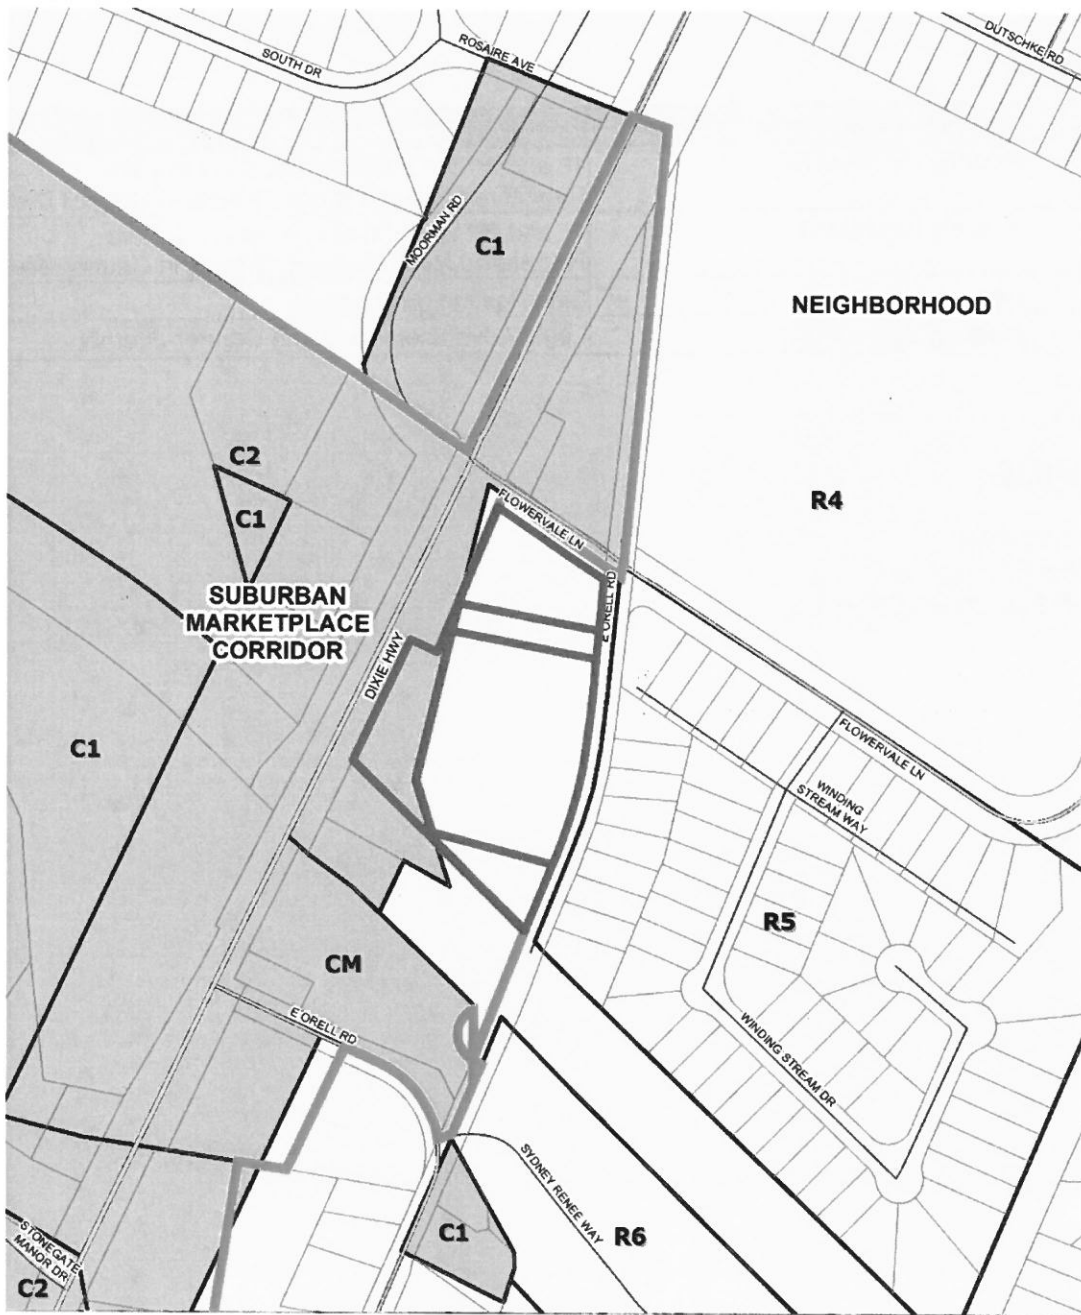 DUTSCHKE RD
ROSAIRE AVE
SOUTH DR
MOORMAN RD
C1
NEIGHBORHOOD
C2
C1
R4
FLOWERVALE LN
E ORELL RD
SUBURBAN
MARKETPLACE
CORRIDOR
DIXIE HWY
C1
FLOWERVALE LN
WINDING
STREAM WAY
R5
CM
E ORELL RD
WINDING STREAM DR
SYDNEY RENEE WAY
C1
R6
STONEGATE
MANOR DR
C2